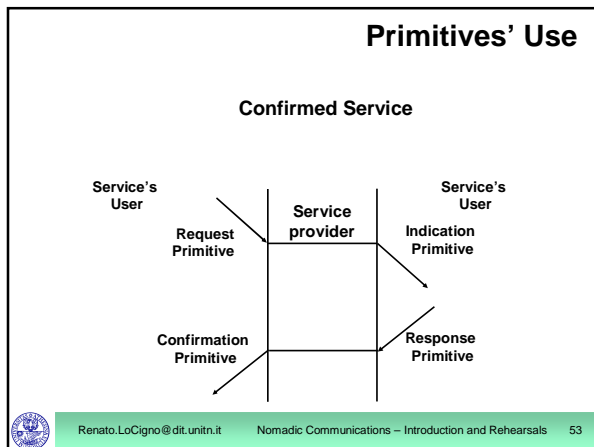 Primitives’ Use
Confirmed Service
Service’s
User
Service
provider
Service’s
User
Request
Primitive
Indication
Primitive
Confirmation
Primitive
Response
Primitive
Renato.LoCigno@dit.unitn.it Nomadic Communications – Introduction and Rehearsals 53